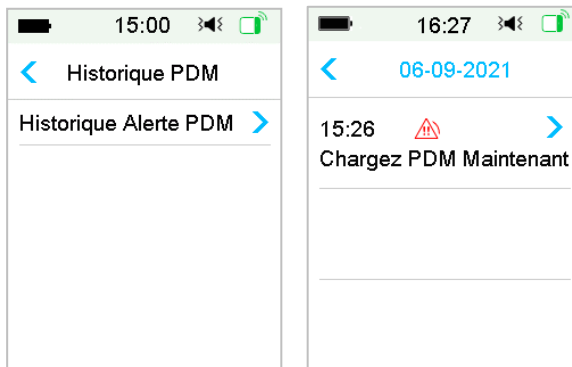 15:00
Historique PDM
Historique Alerte PDM
16:27
06-09-2021
15:26
Chargez PDM Maintenant